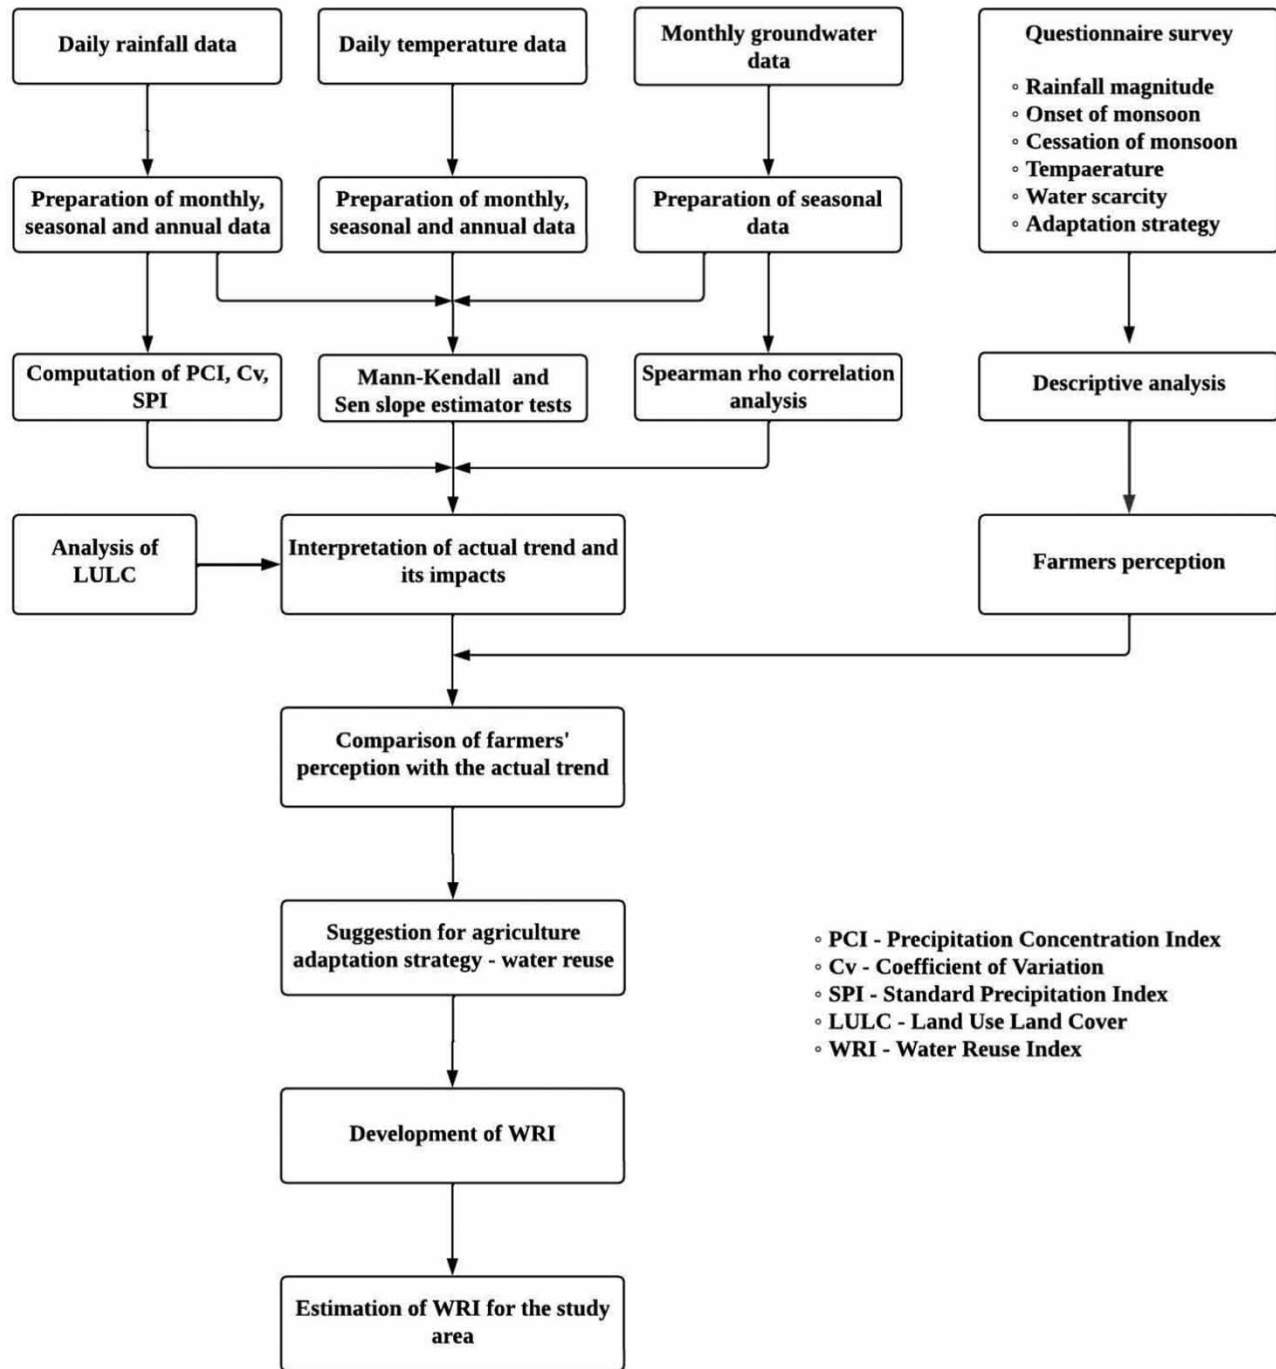 Daily rainfall data
Daily temperature data
Monthly groundwater
data
Questionnaire survey
◦ Rainfall magnitude
◦ Onset of monsoon
◦ Cessation of monsoon
◦ Tempaerature
◦ Water scarcity
◦ Adaptation strategy
Preparation of monthly,
seasonal and annual data
Preparation of monthly,
seasonal and annual data
Preparation of seasonal
data
Computation of PCI, Cv,
SPI
Mann-Kendall and
Sen slope estimator tests
Spearman rho correlation
analysis
Descriptive analysis
Analysis of
LULC
Interpretation of actual trend and
its impacts
Farmers perception
Comparison of farmers'
perception with the actual trend
Suggestion for agriculture
adaptation strategy - water reuse
◦ PCI - Precipitation Concentration Index
◦ Cv - Coefficient of Variation
◦ SPI - Standard Precipitation Index
◦ LULC - Land Use Land Cover
◦ WRI - Water Reuse Index
Development of WRI
Estimation of WRI for the study
area